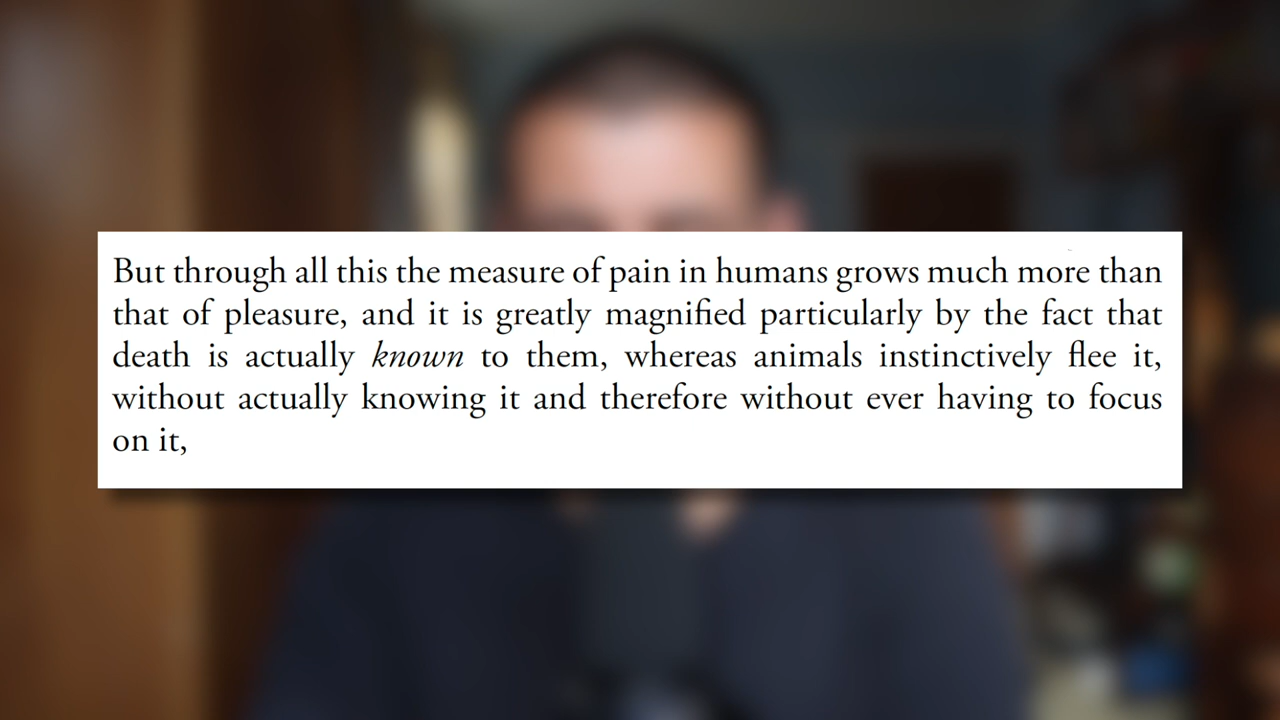 But through all this the measure of pain in humans grows much more than
that of pleasure, and it is greatly magnified particularly by the fact that
death is actually known to them, whereas animals instinctively flee it,
without actually knowing it and therefore without ever having to focus
on it,